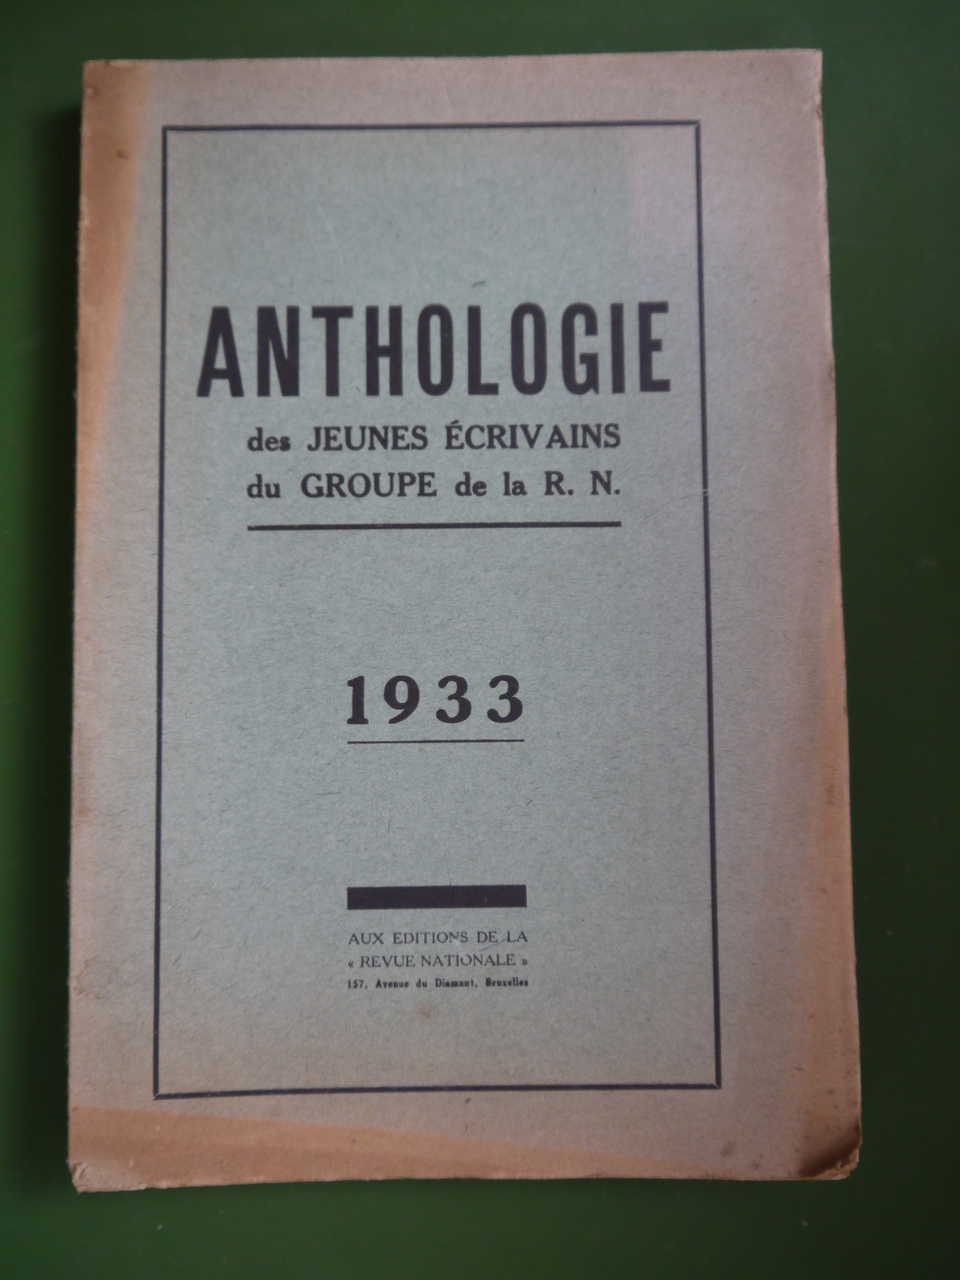 ANTHOLOGIE
des JEUNES ÉCRIVAINS
du GROUPE de la R. N.
1933
AUX EDITIONS DE LA
« REVUE NATIONALE »
157, Avenue du Diamant, Bruxelles